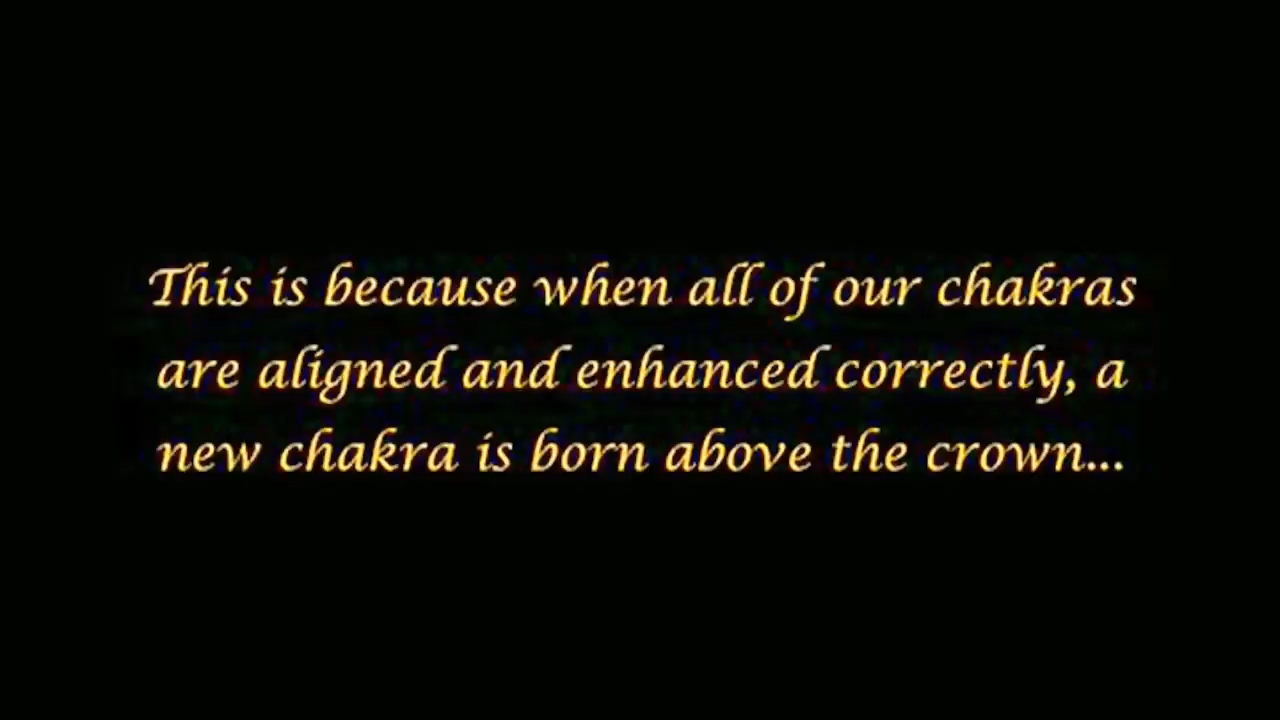 This is because when all of our chakras
are aligned and enhanced correctly, a
new chakra is born above the crown...